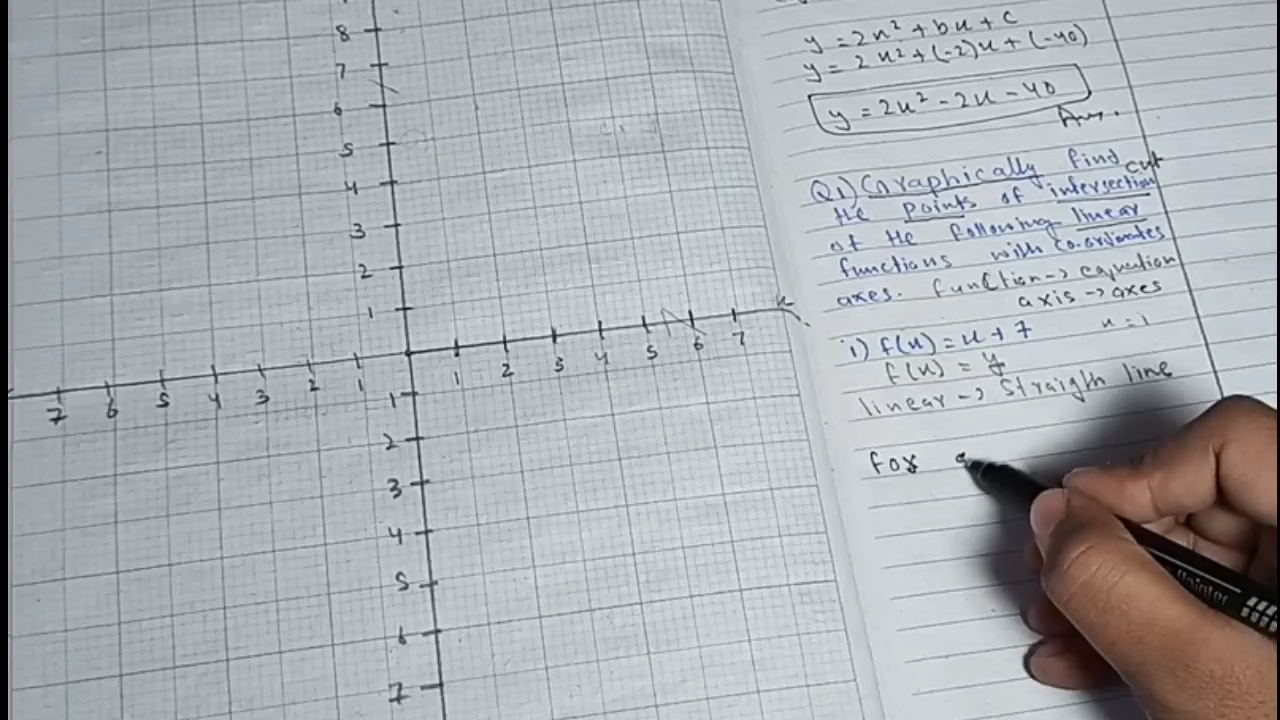 8
7
6
5
4
3
2
1
7 6 5 4 3 2 1
1 2 3 4 5 6 7
x
1
2
3
4
5
6
7
y = 2x² + bx + c
y = 2x² + (-2)x + (-40)
y = 2x² - 2x - 40
Ans.
Q1) Graphically find
cut
the points of intersection
of the following linear
functions with co-ordinates
axes. function → equation
axis → axes
i) f(x) = x + 7 x = 1
f(x) = y
linear → Straigth line
for
Pointer